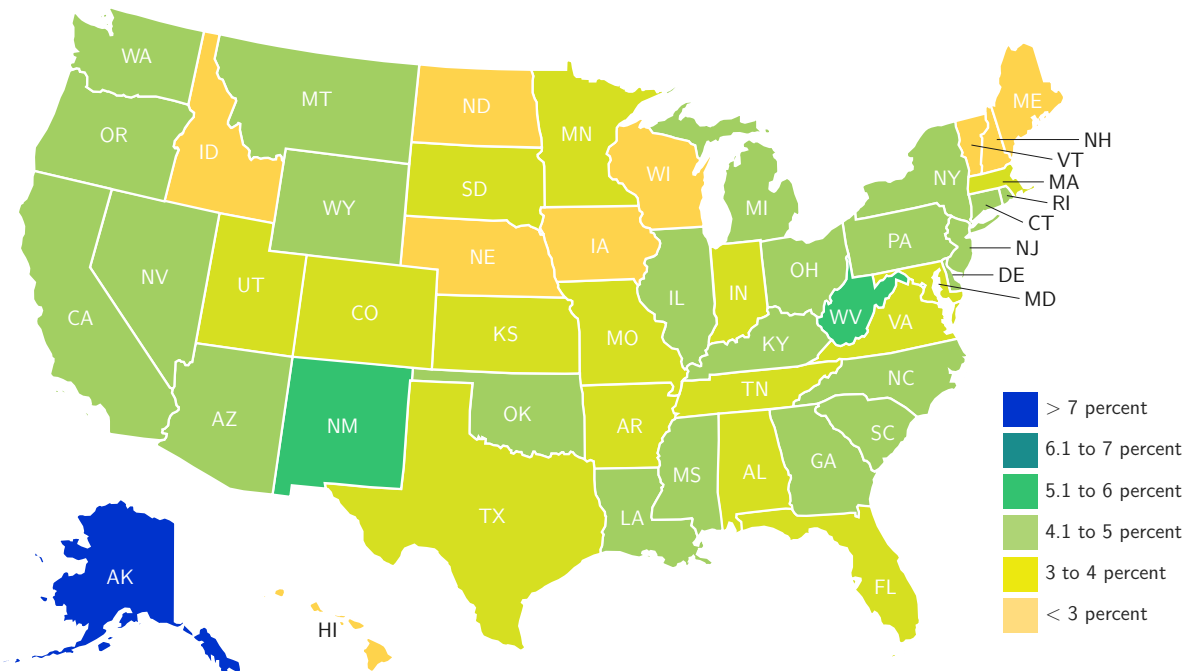 WA
MT
ND
MN
ME
OR
ID
SD
WI
NH
VT
WY
NY
MA
MI
RI
CT
NV
UT
NE
IA
PA
NJ
CA
CO
IL
IN
OH
DE
MD
KS
MO
WV
VA
KY
AZ
NM
OK
AR
TN
NC
SC
MS
AL
GA
TX
LA
FL
AK
HI
> 7 percent
6.1 to 7 percent
5.1 to 6 percent
4.1 to 5 percent
3 to 4 percent
< 3 percent